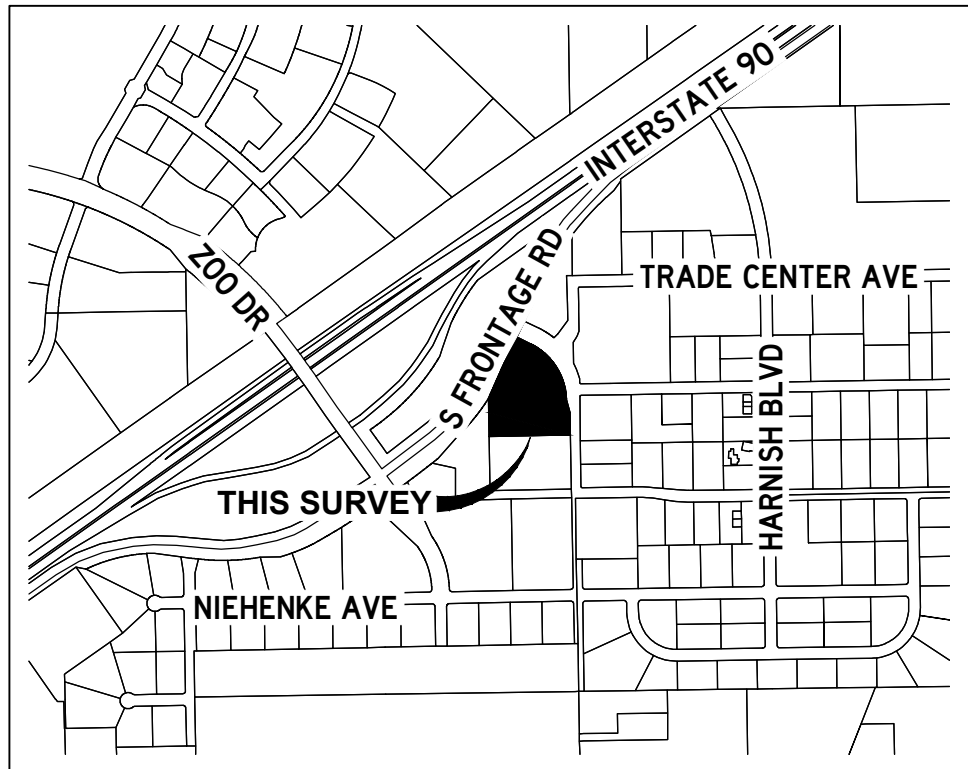 INTERSTATE 90
ZOO DR
S FRONTAGE RD
TRADE CENTER AVE
HARNISH BLVD
THIS SURVEY
NIEHENKE AVE